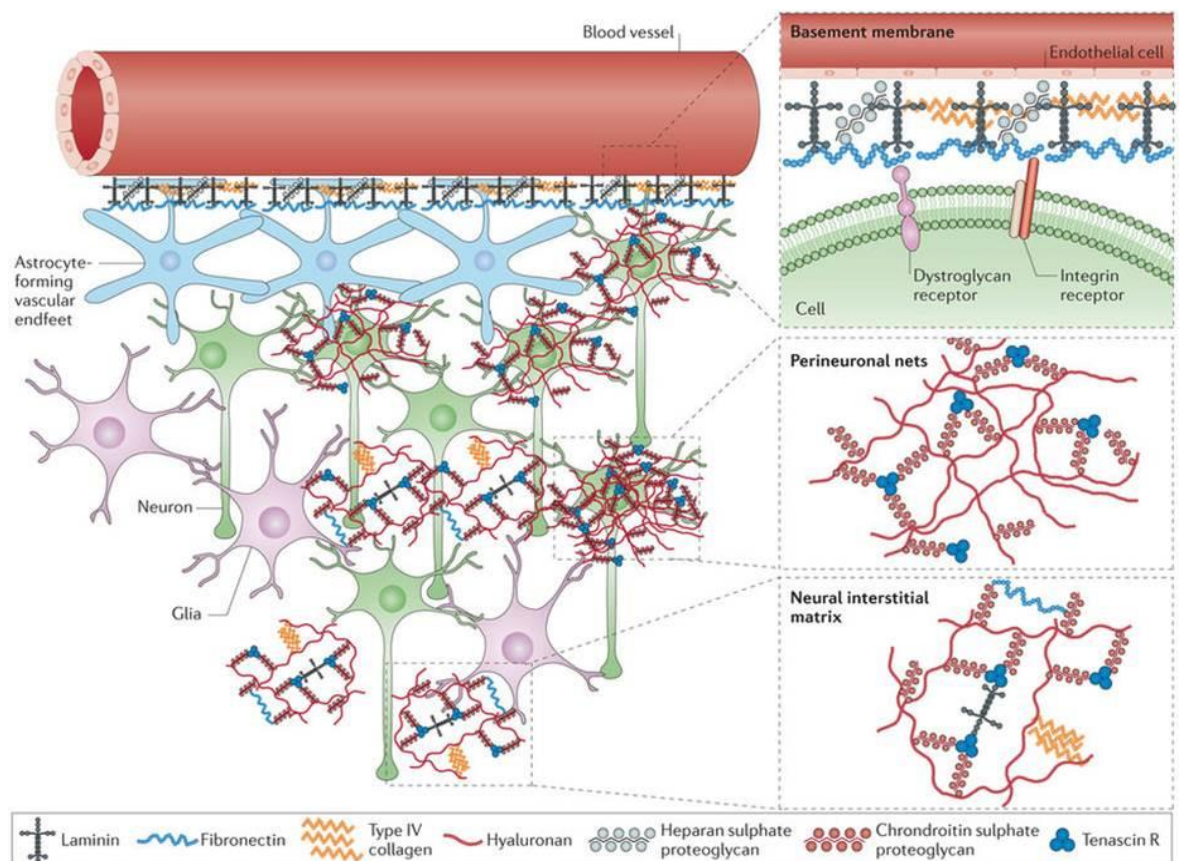 Blood vessel
Basement membrane
Endothelial cell
Astrocyte-
forming
vascular
endfeet
Dystroglycan
receptor
Integrin
receptor
Cell
Perineuronal nets
Neuron
Glia
Neural interstitial
matrix
Laminin
Fibronectin
Type IV
collagen
Hyaluronan
Heparan sulphate
proteoglycan
Chrondroitin sulphate
proteoglycan
Tenascin R